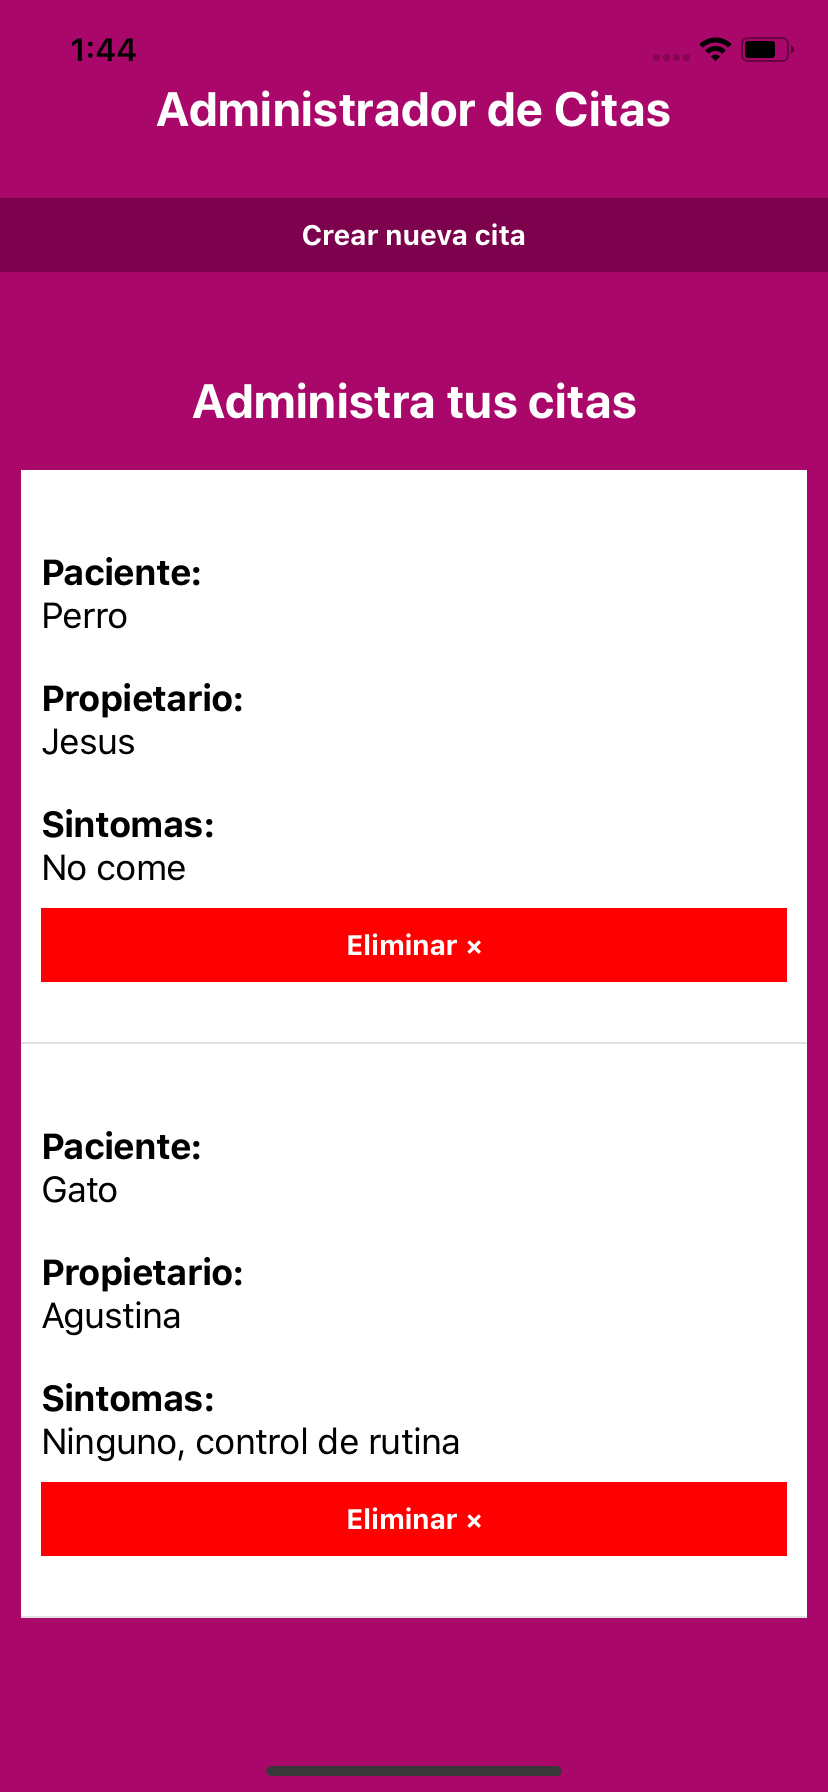 1:44
Administrador de Citas
Crear nueva cita
Administra tus citas
Paciente:
Perro
Propietario:
Jesus
Sintomas:
No come
Eliminar ×
Paciente:
Gato
Propietario:
Agustina
Sintomas:
Ninguno, control de rutina
Eliminar ×